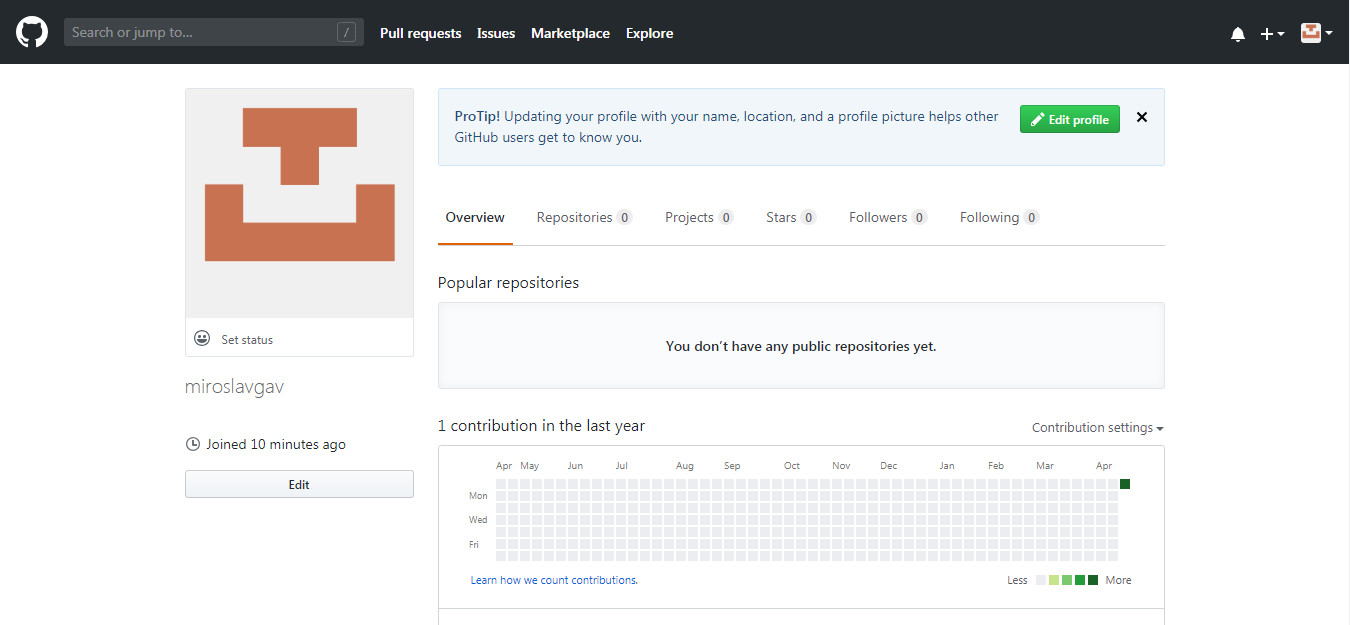 Search or jump to... /
Pull requests
Issues
Marketplace
Explore
ProTip! Updating your profile with your name, location, and a profile picture helps other
GitHub users get to know you.
Edit profile
Overview
Repositories 0
Projects 0
Stars 0
Followers 0
Following 0
Set status
miroslavgav
Joined 10 minutes ago
Edit
Popular repositories
You don’t have any public repositories yet.
1 contribution in the last year
Contribution settings
Apr May Jun Jul Aug Sep Oct Nov Dec Jan Feb Mar Apr
Mon
Wed
Fri
Learn how we count contributions.
Less More